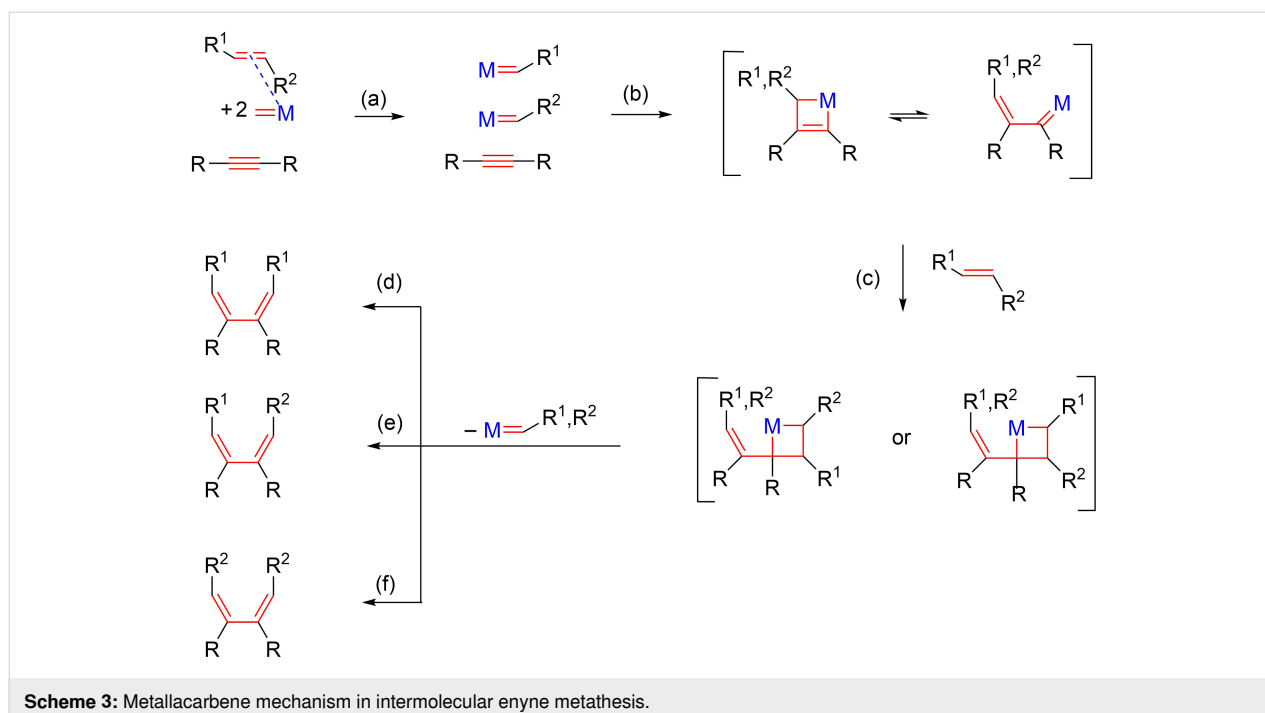 R¹
R²
+2 =M
R R
(a)
M R¹
M R²
R R
(b)
R¹,R²
M
R R
R¹,R²
M
R R
(c)
R¹
R²
R¹,R²
M
R²
R
R
R¹
or
R¹,R²
M
R¹
R
R
R²
– M R¹,R²
(d)
R¹ R¹
R R
(e)
R¹ R²
R R
(f)
R² R²
R R
Scheme 3: Metallacarbene mechanism in intermolecular enyne metathesis.